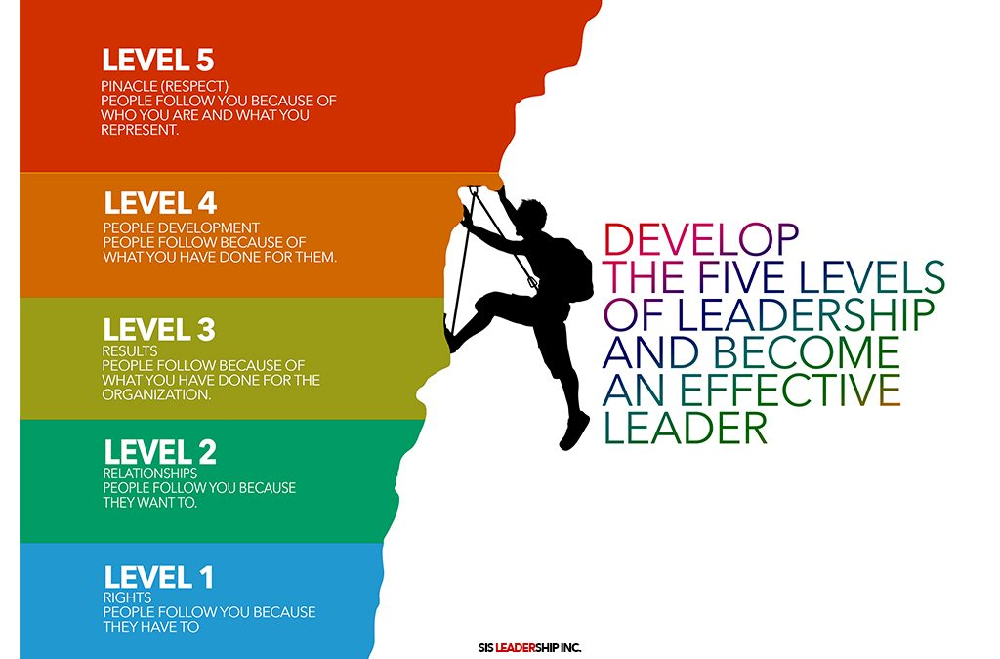 LEVEL 5
PINACLE (RESPECT)
PEOPLE FOLLOW YOU BECAUSE OF
WHO YOU ARE AND WHAT YOU
REPRESENT.
LEVEL 4
PEOPLE DEVELOPMENT
PEOPLE FOLLOW BECAUSE OF
WHAT YOU HAVE DONE FOR THEM.
LEVEL 3
RESULTS
PEOPLE FOLLOW BECAUSE OF
WHAT YOU HAVE DONE FOR THE
ORGANIZATION.
LEVEL 2
RELATIONSHIPS
PEOPLE FOLLOW YOU BECAUSE
THEY WANT TO.
LEVEL 1
RIGHTS
PEOPLE FOLLOW YOU BECAUSE
THEY HAVE TO
DEVELOP
THE FIVE LEVELS
OF LEADERSHIP
AND BECOME
AN EFFECTIVE
LEADER
SIS LEADERSHIP INC.